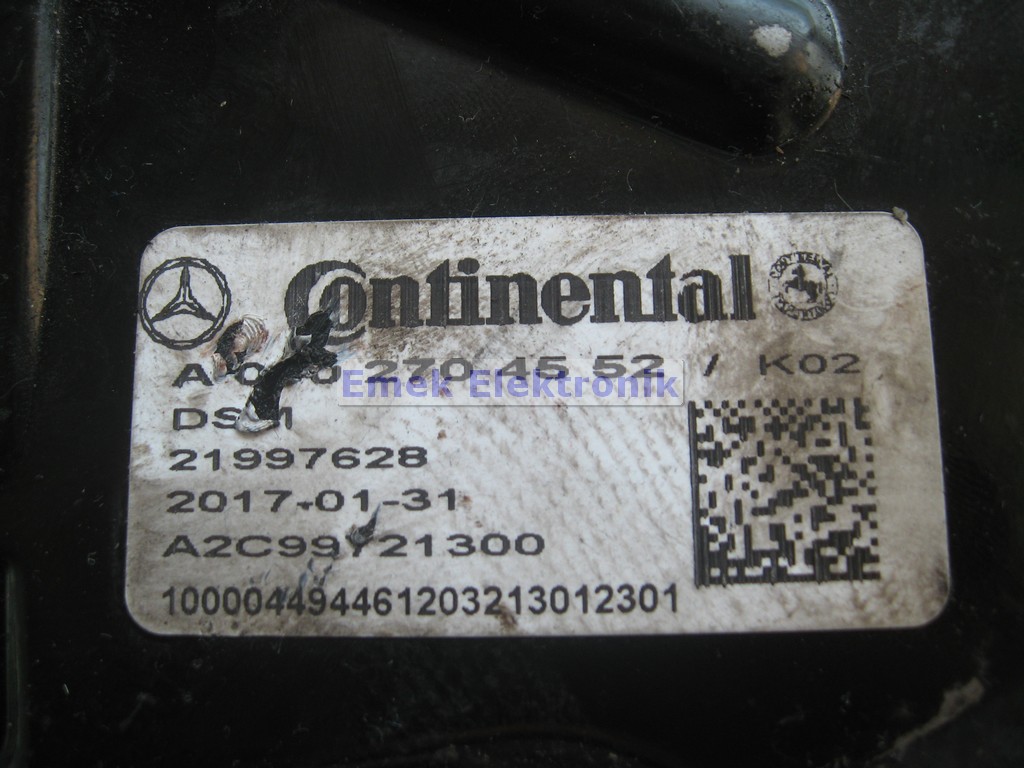 Continental
270 45 52 / K02
Emek Elektronik
21997628
2017-01-31
A2C99721300
100004494461203213012301